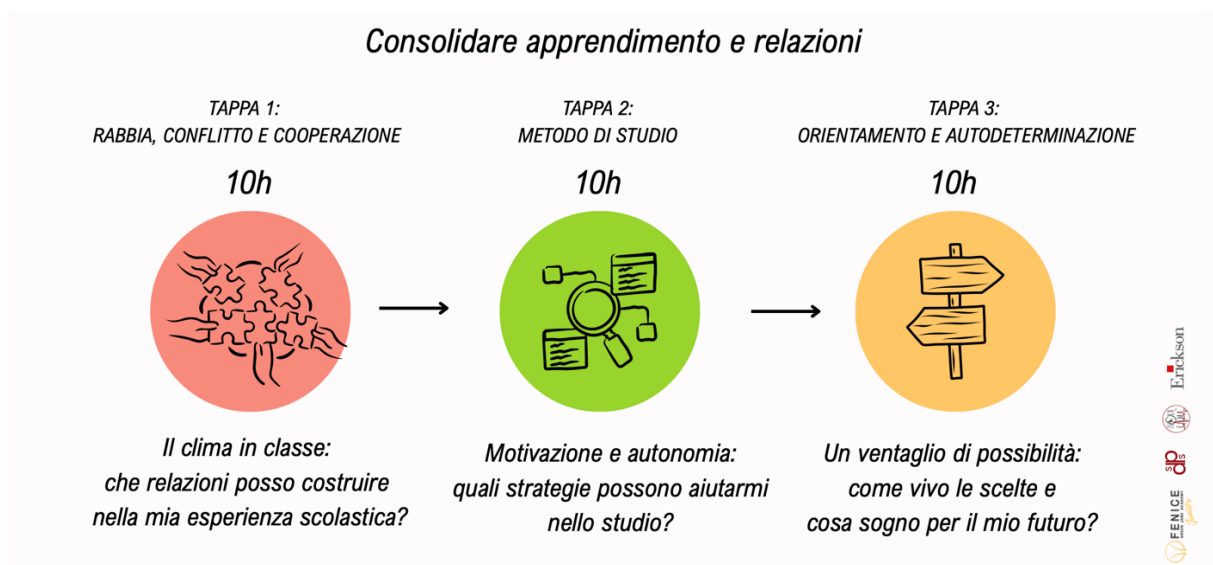 Consolidare apprendimento e relazioni
TAPPA 1:
RABBIA, CONFLITTO E COOPERAZIONE
10h
Il clima in classe:
che relazioni posso costruire
nella mia esperienza scolastica?
TAPPA 2:
METODO DI STUDIO
10h
Motivazione e autonomia:
quali strategie possono aiutarmi
nello studio?
TAPPA 3:
ORIENTAMENTO E AUTODETERMINAZIONE
10h
Un ventaglio di possibilità:
come vivo le scelte e
cosa sogno per il mio futuro?
Erickson
FENICE